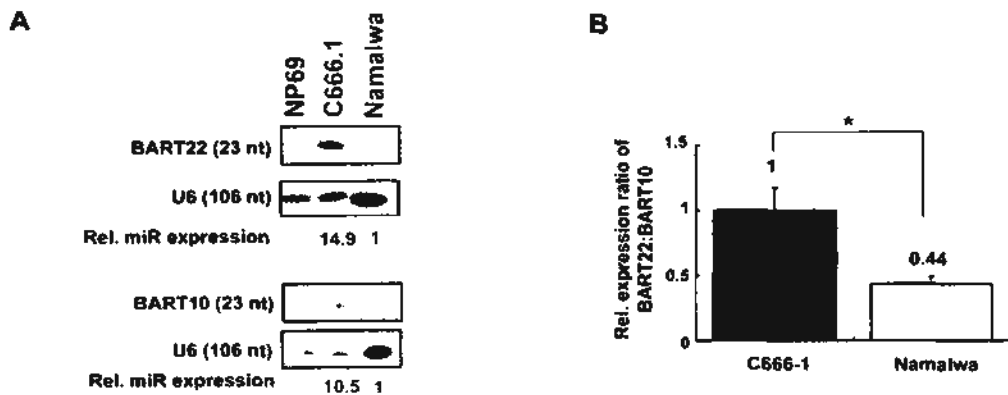 A
NP69
C666.1
Namalwa
BART22 (23 nt)
U6 (106 nt)
Rel. miR expression 14.9 1
BART10 (23 nt)
U6 (106 nt)
Rel. miR expression 10.5 1
B
Rel. expression ratio of
BART22:BART10
1.5
1
0.5
0
*
1
0.44
C666-1
Namalwa